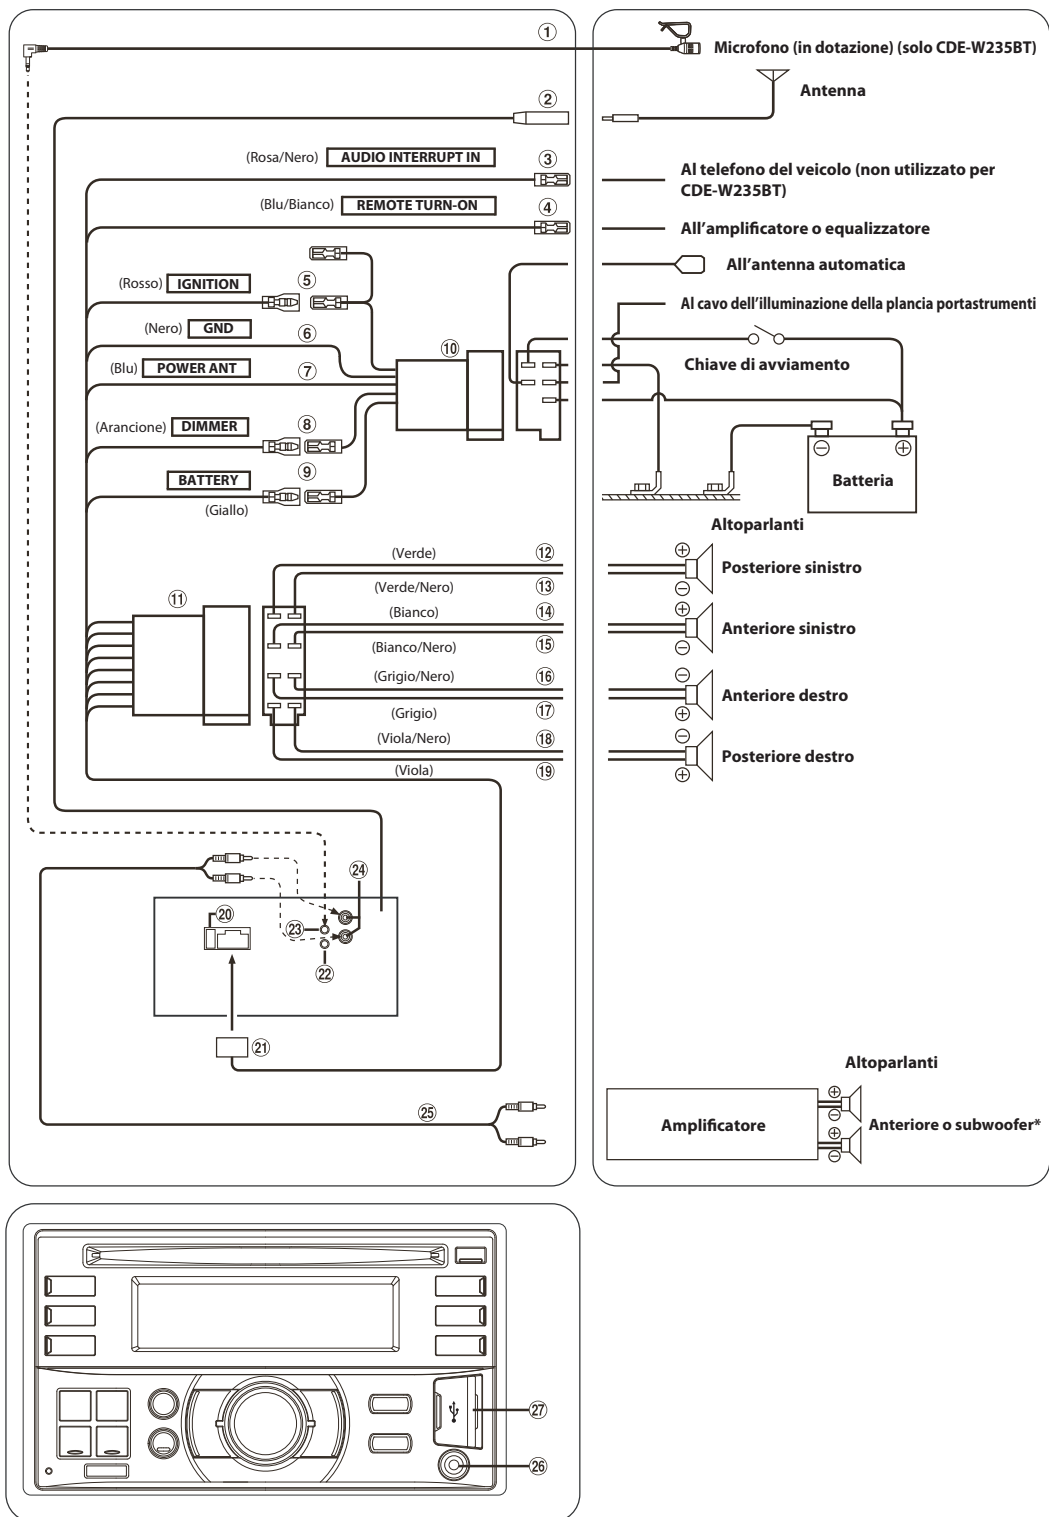 ①
Microfono (in dotazione) (solo CDE-W235BT)
Antenna
②
(Rosa/Nero) AUDIO INTERRUPT IN ③
Al telefono del veicolo (non utilizzato per
CDE-W235BT)
(Blu/Bianco) REMOTE TURN-ON ④
All'amplificatore o equalizzatore
All'antenna automatica
(Rosso) IGNITION ⑤
Al cavo dell'illuminazione della plancia portastrumenti
(Nero) GND ⑥
⑩
Chiave di avviamento
(Blu) POWER ANT ⑦
(Arancione) DIMMER ⑧
BATTERY ⑨
(Giallo)
⊖ ⊕
Batteria
Altoparlanti
(Verde) ⑫
⊕
Posteriore sinistro
⊖
(Verde/Nero) ⑬
⑪
(Bianco) ⑭
⊕
Anteriore sinistro
⊖
(Bianco/Nero) ⑮
(Grigio/Nero) ⑯
⊖
Anteriore destro
⊕
(Grigio) ⑰
(Viola/Nero) ⑱
⊖
Posteriore destro
⊕
(Viola) ⑲
㉔
⑳
㉓
㉒
㉑
Altoparlanti
㉕
Amplificatore
⊕
⊖
⊕
⊖
Anteriore o subwoofer*
㉗
㉖